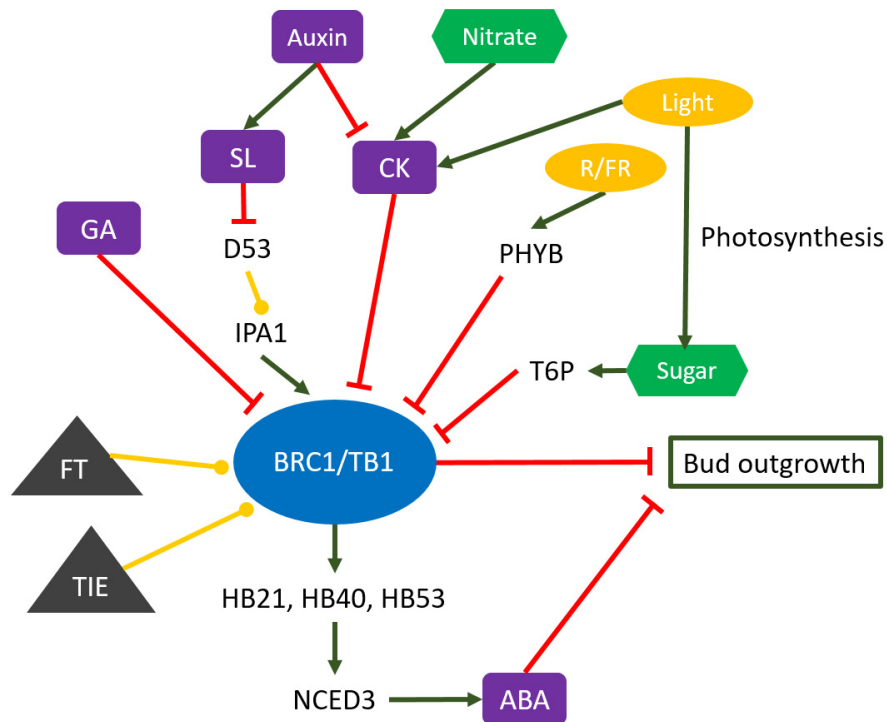 Auxin
Nitrate
Light
SL
CK
R/FR
GA
D53
PHYB
Photosynthesis
IPA1
T6P
Sugar
FT
BRC1/TB1
Bud outgrowth
TIE
HB21, HB40, HB53
NCED3
ABA